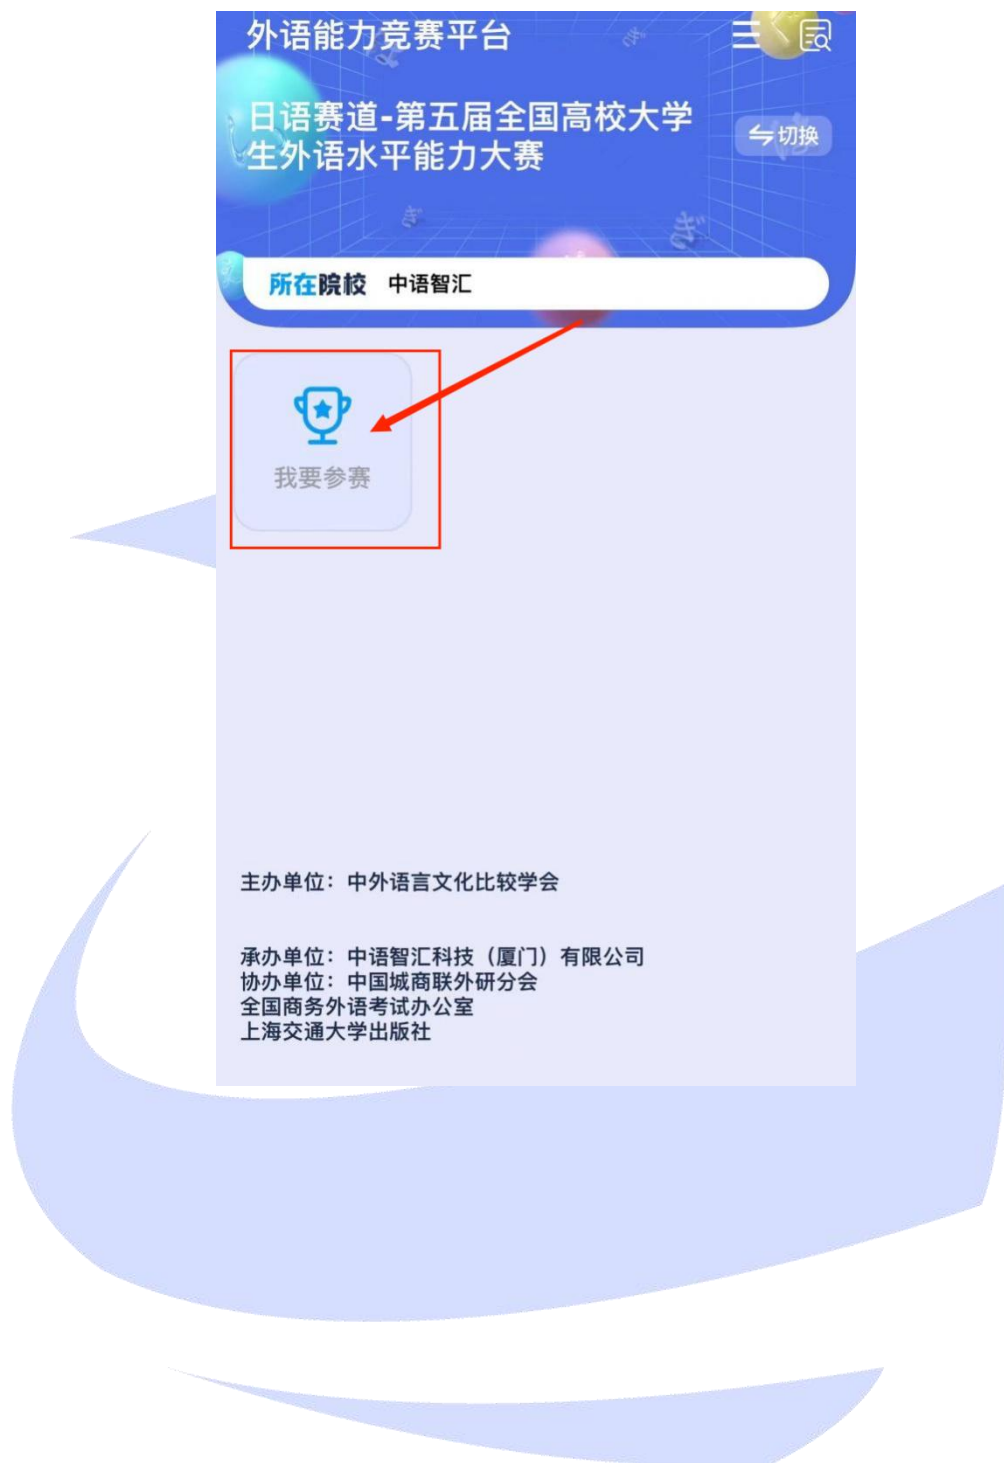 外语能力竞赛平台
日语赛道-第五届全国高校大学
生外语水平能力大赛
切换
ぎ
ぎ
所在院校 中语智汇
我要参赛
主办单位：中外语言文化比较学会
承办单位：中语智汇科技（厦门）有限公司
协办单位：中国城商联外研分会
全国商务外语考试办公室
上海交通大学出版社